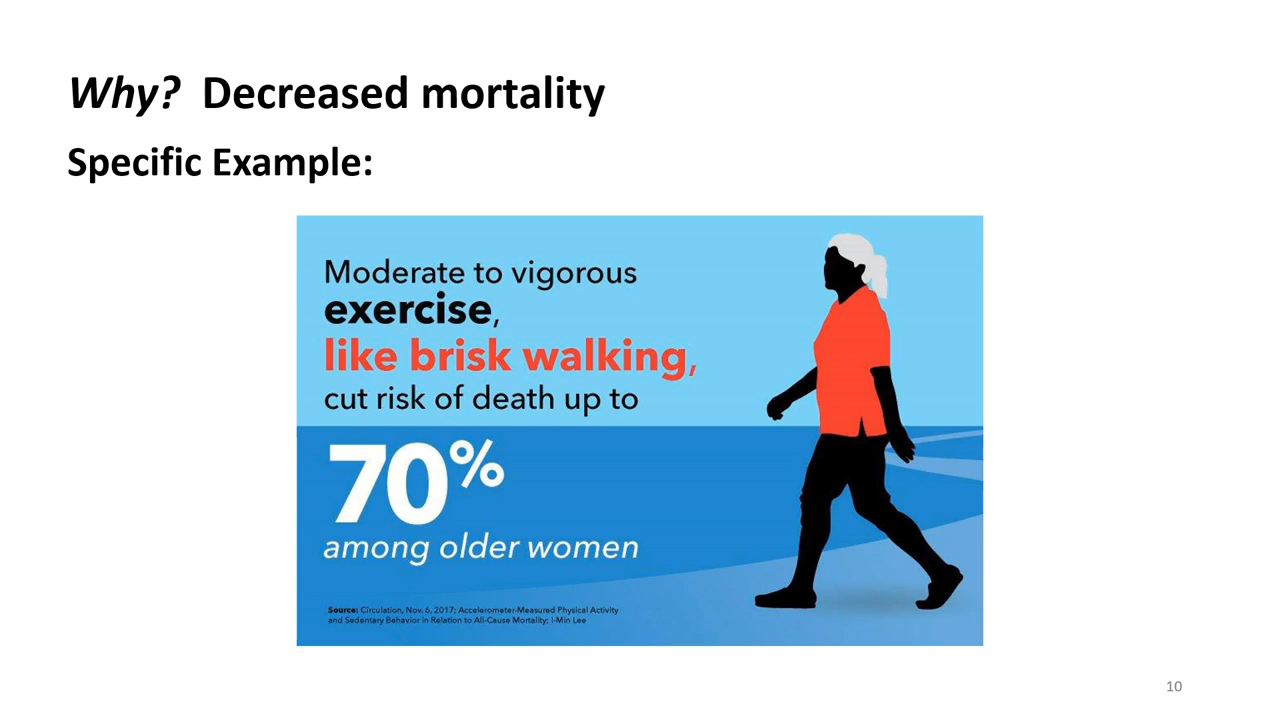 Why? Decreased mortality
Specific Example:
Moderate to vigorous
exercise,
like brisk walking,
cut risk of death up to
70%
among older women
Source: Circulation, Nov. 6, 2017; Accelerometer-Measured Physical Activity
and Sedentary Behavior in Relation to All-Cause Mortality; I-Min Lee
10